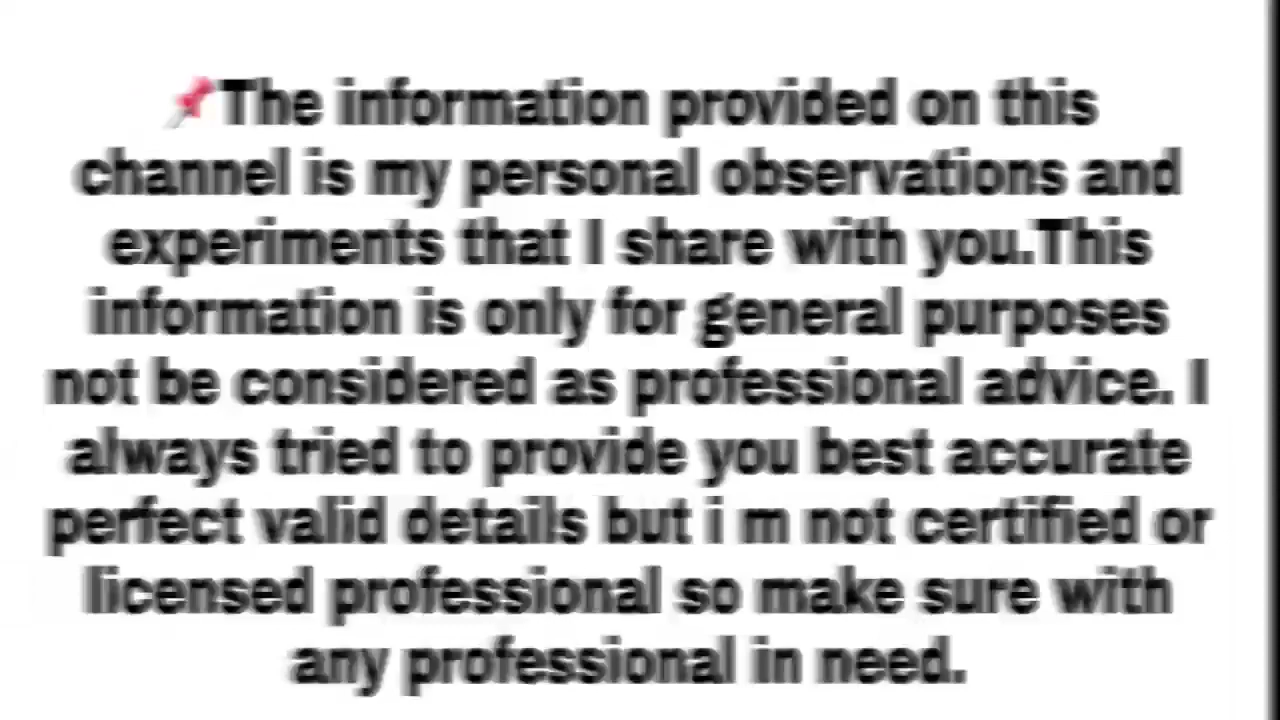 📌The information provided on this
channel is my personal observations and
experiments that I share with you.This
information is only for general purposes
not be considered as professional advice. I
always tried to provide you best accurate
perfect valid details but i m not certified or
licensed professional so make sure with
any professional in need.